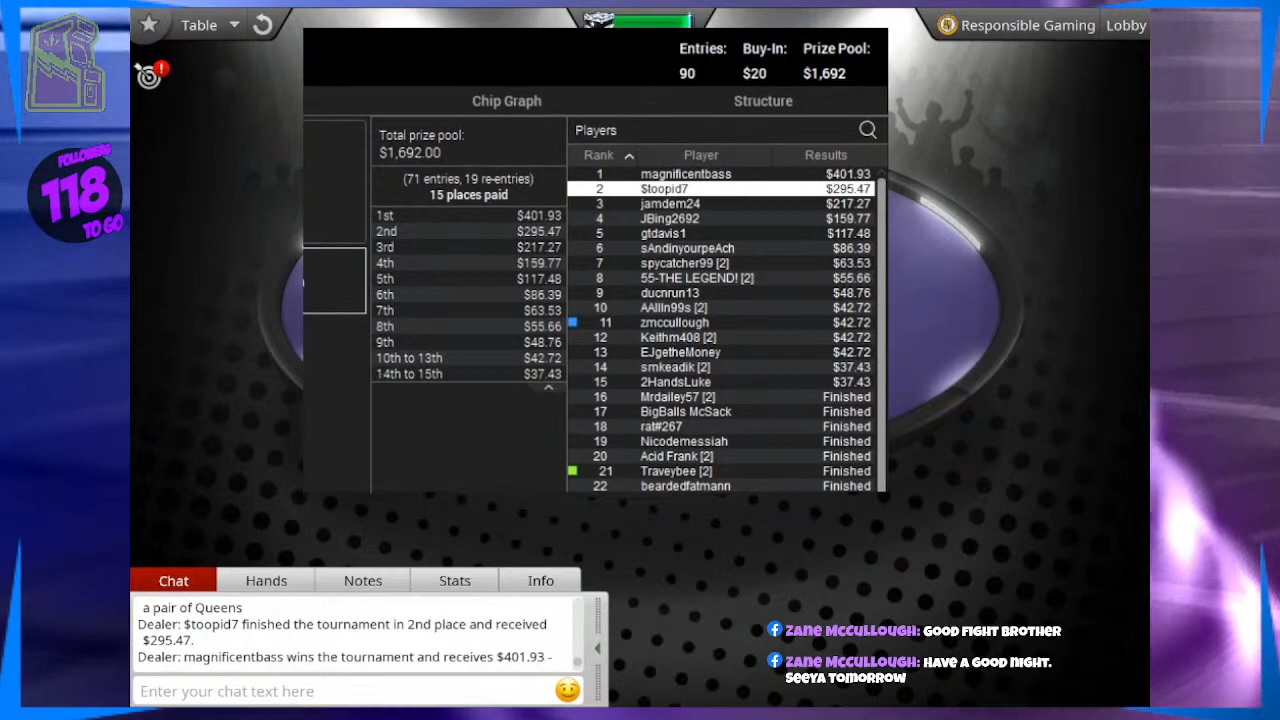 Table
Responsible Gaming
Lobby
Entries: Buy-In: Prize Pool:
90 $20 $1,692
Chip Graph
Structure
FOLLOWERS
118
TO GO
Total prize pool:
$1,692.00
(71 entries, 19 re-entries)
15 places paid
1st $401.93
2nd $295.47
3rd $217.27
4th $159.77
5th $117.48
6th $86.39
7th $63.53
8th $55.66
9th $48.76
10th to 13th $42.72
14th to 15th $37.43
Players
Rank Player Results
1 magnificentbass $401.93
2 $toopid7 $295.47
3 jamdem24 $217.27
4 JBing2692 $159.77
5 gtdavis1 $117.48
6 sAndinyourpeAch $86.39
7 spycatcher99 [2] $63.53
8 55-THE LEGEND! [2] $55.66
9 ducnrun13 $48.76
10 AAllIn99s [2] $42.72
11 zmccullough $42.72
12 Keithm408 [2] $42.72
13 EJgetheMoney $42.72
14 smkeadik [2] $37.43
15 2HandsLuke $37.43
16 Mrdailey57 [2] Finished
17 BigBalls McSack Finished
18 rat#267 Finished
19 Nicodemessiah Finished
20 Acid Frank [2] Finished
21 Traveybee [2] Finished
22 beardedfatmann Finished
Chat Hands Notes Stats Info
a pair of Queens
Dealer: $toopid7 finished the tournament in 2nd place and received
$295.47.
Dealer: magnificentbass wins the tournament and receives $401.93 -
Enter your chat text here
Zane McCullough: Good fight brother
Zane McCullough: Have a good night.
Seeya tomorrow